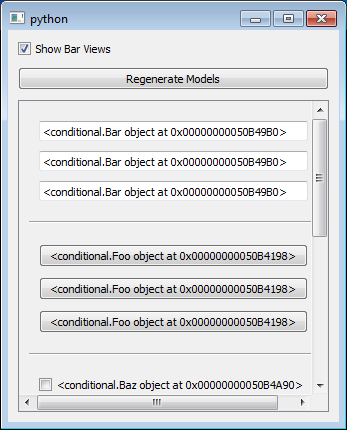 python
Show Bar Views
Regenerate Models
<conditional.Bar object at 0x00000000050B49B0>
<conditional.Bar object at 0x00000000050B49B0>
<conditional.Bar object at 0x00000000050B49B0>
<conditional.Foo object at 0x00000000050B4198>
<conditional.Foo object at 0x00000000050B4198>
<conditional.Foo object at 0x00000000050B4198>
<conditional.Baz object at 0x00000000050B4A90>